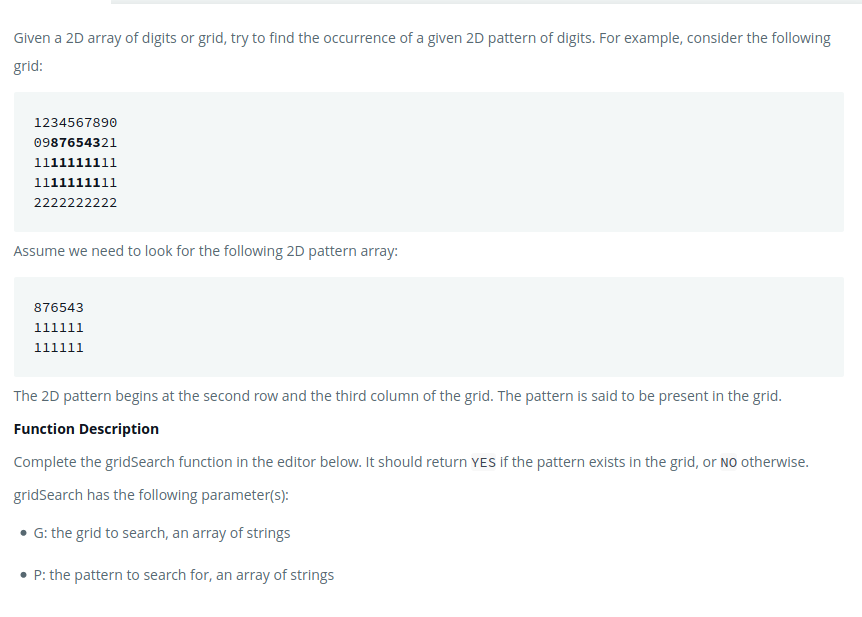 Given a 2D array of digits or grid, try to find the occurrence of a given 2D pattern of digits. For example, consider the following
grid:
1234567890
0987654321
1111111111
1111111111
2222222222
Assume we need to look for the following 2D pattern array:
876543
111111
111111
The 2D pattern begins at the second row and the third column of the grid. The pattern is said to be present in the grid.
Function Description
Complete the gridSearch function in the editor below. It should return YES if the pattern exists in the grid, or NO otherwise.
gridSearch has the following parameter(s):
• G: the grid to search, an array of strings
• P: the pattern to search for, an array of strings